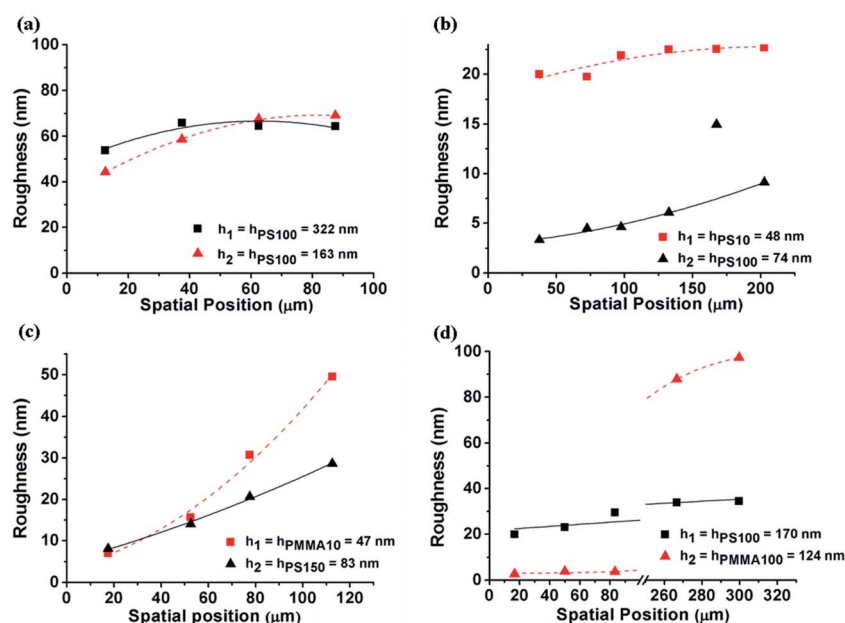 (a)
100
80
60
40
20
0
Roughness (nm)
h1 = hPS100 = 322 nm
h2 = hPS100 = 163 nm
0 20 40 60 80 100
Spatial Position (μm)
(b)
20
15
10
5
0
Roughness (nm)
h1 = hPS10 = 48 nm
h2 = hPS100 = 74 nm
0 50 100 150 200
Spatial Position (μm)
(c)
50
40
30
20
10
0
Roughness (nm)
h1 = hPMMA10 = 47 nm
h2 = hPS150 = 83 nm
0 20 40 60 80 100 120
Spatial position (μm)
(d)
100
80
60
40
20
0
Roughness (nm)
h1 = hPS100 = 170 nm
h2 = hPMMA100 = 124 nm
0 20 40 60 80 260 280 300 320
Spatial Position (μm)